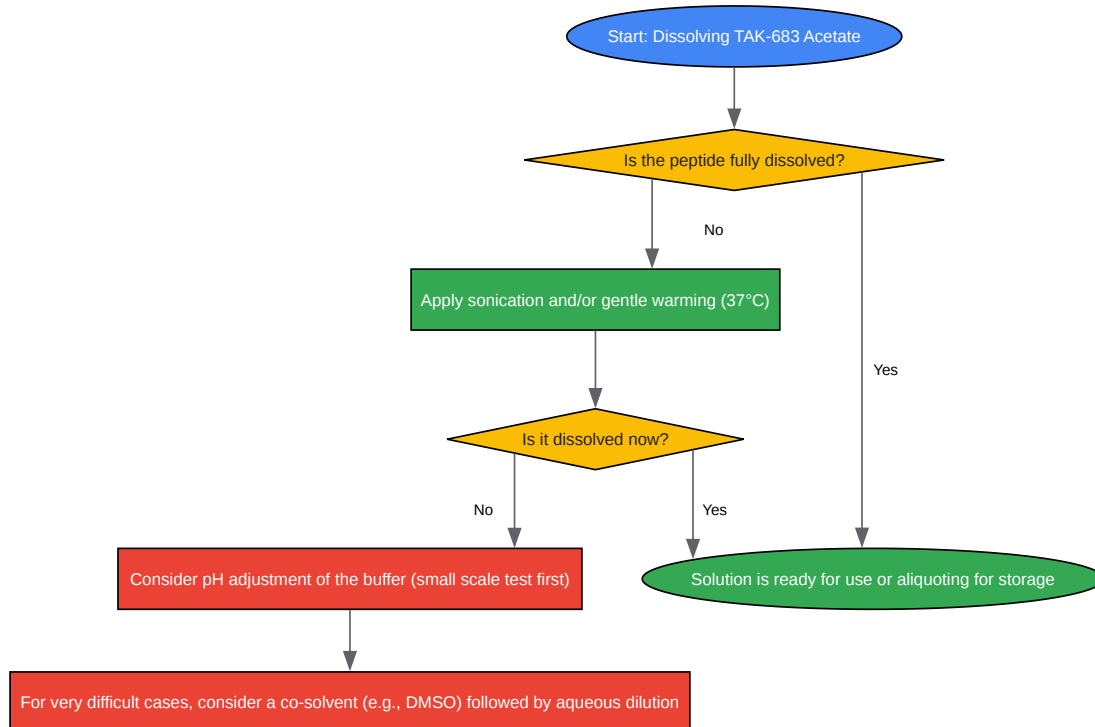 Start: Dissolving TAK-683 Acetate
Is the peptide fully dissolved?
No
Apply sonication and/or gentle warming (37°C)
Yes
Is it dissolved now?
No
Yes
Consider pH adjustment of the buffer (small scale test first)
Solution is ready for use or aliquoting for storage
For very difficult cases, consider a co-solvent (e.g., DMSO) followed by aqueous dilution